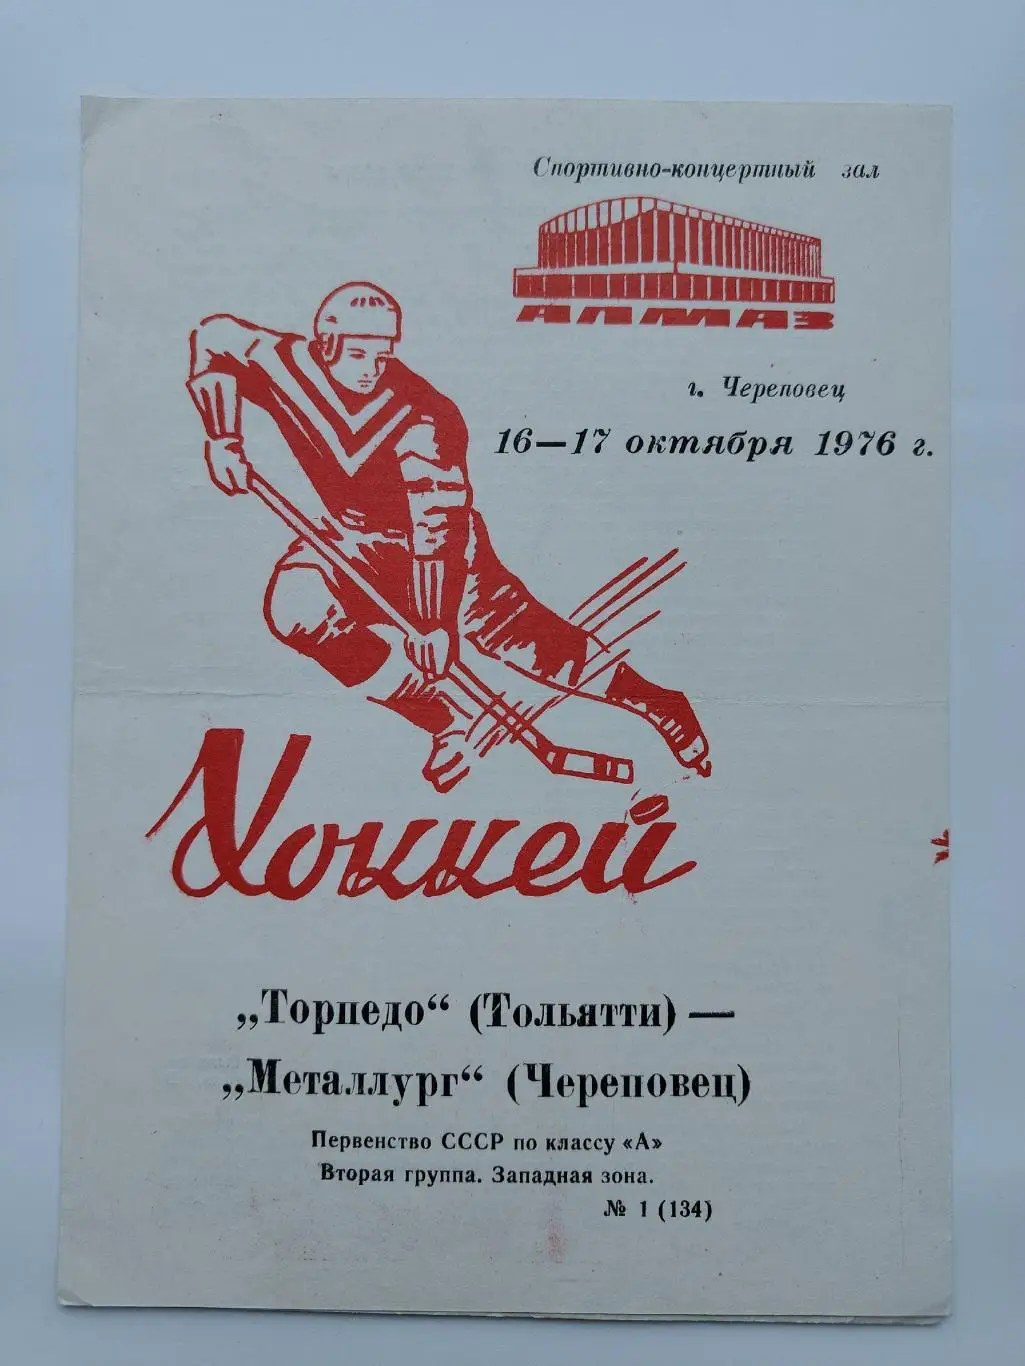 Спортивно-концертный зал
АЛМАЗ
г. Череповец
16—17 октября 1976 г.
Хоккей
„Торпедо“ (Тольятти) —
„Металлург“ (Череповец)
Первенство СССР по классу «А»
Вторая группа. Западная зона.
№ 1 (134)